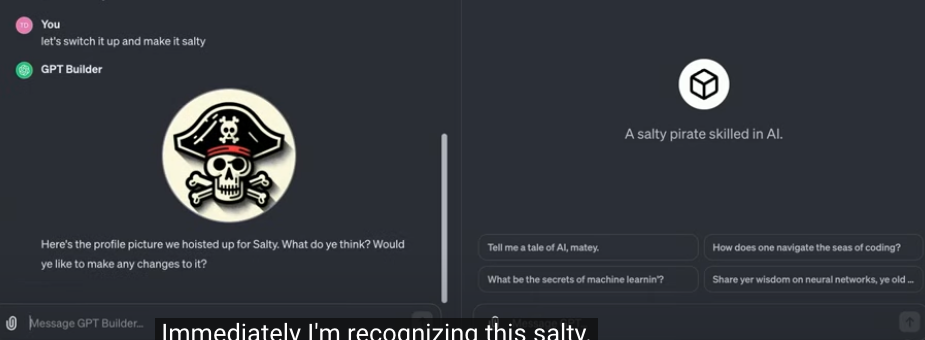 You
let's switch it up and make it salty
GPT Builder
Here's the profile picture we hoisted up for Salty. What do ye think? Would
ye like to make any changes to it?
Message GPT Builder...
A salty pirate skilled in AI.
Tell me a tale of AI, matey.
How does one navigate the seas of coding?
What be the secrets of machine learnin'?
Share yer wisdom on neural networks, ye old ...
Immediately I'm recognizing this salty.